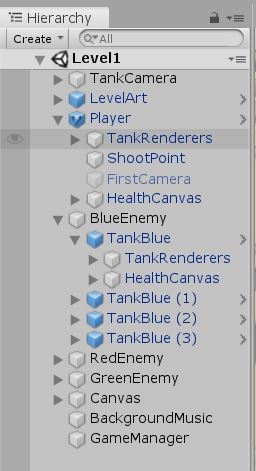 Hierarchy
Create All
Level1
TankCamera
LevelArt
Player
TankRenderers
ShootPoint
FirstCamera
HealthCanvas
BlueEnemy
TankBlue
TankRenderers
HealthCanvas
TankBlue (1)
TankBlue (2)
TankBlue (3)
RedEnemy
GreenEnemy
Canvas
BackgroundMusic
GameManager